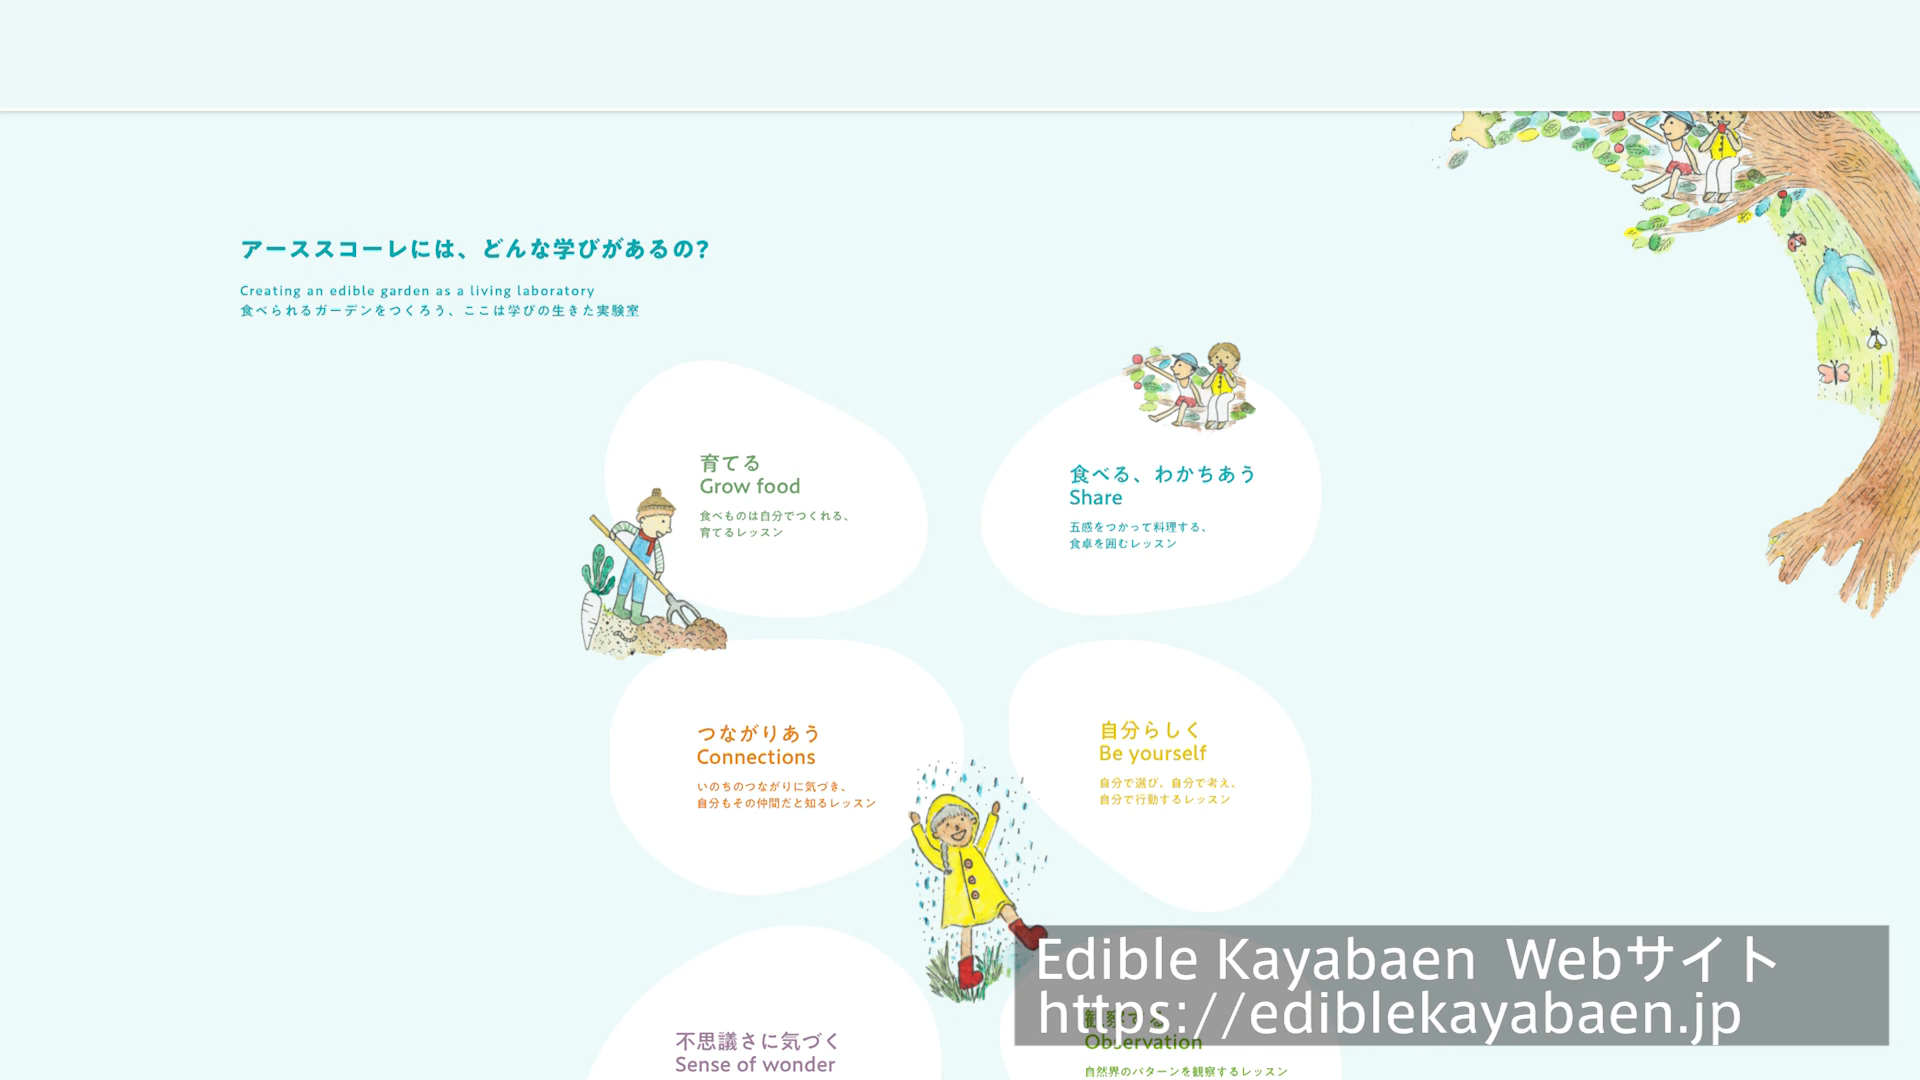 アーススコーレには、どんな学びがあるの?
Creating an edible garden as a living laboratory
食べられるガーデンをつくろう、ここは学びの生きた実験室
育てる
Grow food
食べものは自分でつくれる、
育てるレッスン
食べる、わかちあう
Share
五感をつかって料理する、
食卓を囲むレッスン
つながりあう
Connections
いのちのつながりに気づき、
自分もその仲間だと知るレッスン
自分らしく
Be yourself
自分で選び、自分で考え、
自分で行動するレッスン
不思議さに気づく
Sense of wonder
観察する
Observation
自然界のパターンを観察するレッスン
Edible Kayabaen Webサイト
https://ediblekayabaen.jp